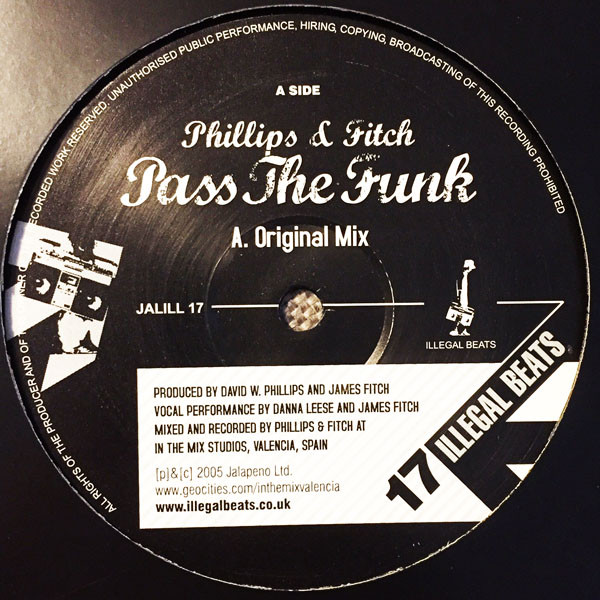 ALL RIGHTS OF THE PRODUCER AND OF THE OWNER OF RECORDED WORK RESERVED. UNAUTHORISED PUBLIC PERFORMANCE, HIRING, COPYING, BROADCASTING OF THIS RECORDING PROHIBITED
A SIDE
Phillips & Fitch
Pass The Funk
A. Original Mix
JALILL 17
ILLEGAL BEATS
PRODUCED BY DAVID W. PHILLIPS AND JAMES FITCH
VOCAL PERFORMANCE BY DANNA LEESE AND JAMES FITCH
MIXED AND RECORDED BY PHILLIPS & FITCH AT
IN THE MIX STUDIOS, VALENCIA, SPAIN
[p]&[c] 2005 Jalapeno Ltd.
www.geocities.com/inthemixvalencia
www.illegalbeats.co.uk
17 ILLEGAL BEATS